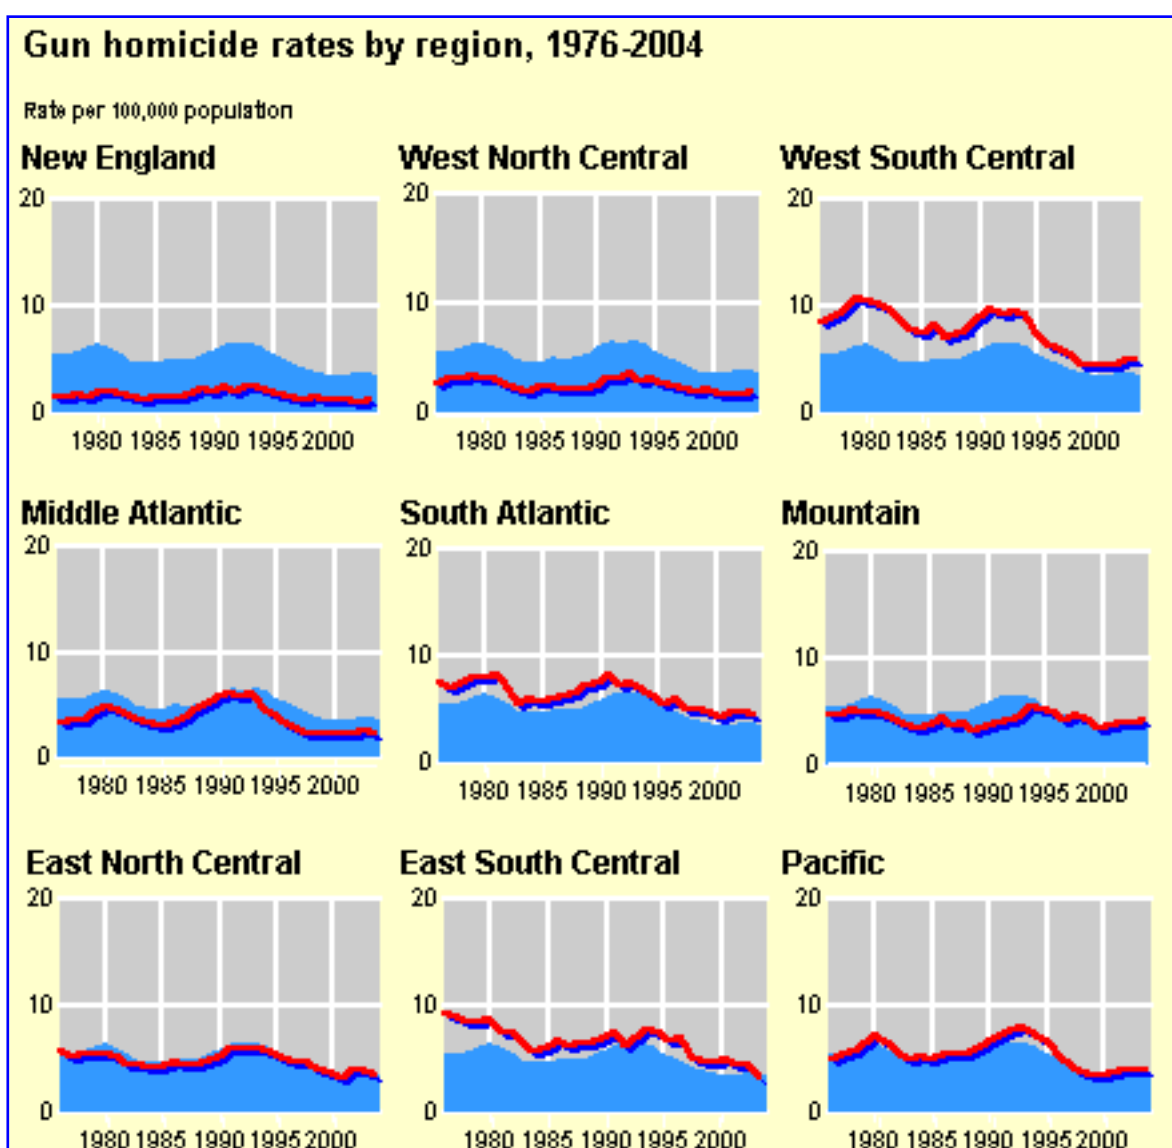 Gun homicide rates by region, 1976-2004
Rate per 100,000 population
New England
West North Central
West South Central
20
10
0
1980 1985 1990 1995 2000
20
10
0
1980 1985 1990 1995 2000
20
10
0
1980 1985 1990 1995 2000
Middle Atlantic
South Atlantic
Mountain
20
10
0
1980 1985 1990 1995 2000
20
10
0
1980 1985 1990 1995 2000
20
10
0
1980 1985 1990 1995 2000
East North Central
East South Central
Pacific
20
10
0
1980 1985 1990 1995 2000
20
10
0
1980 1985 1990 1995 2000
20
10
0
1980 1985 1990 1995 2000